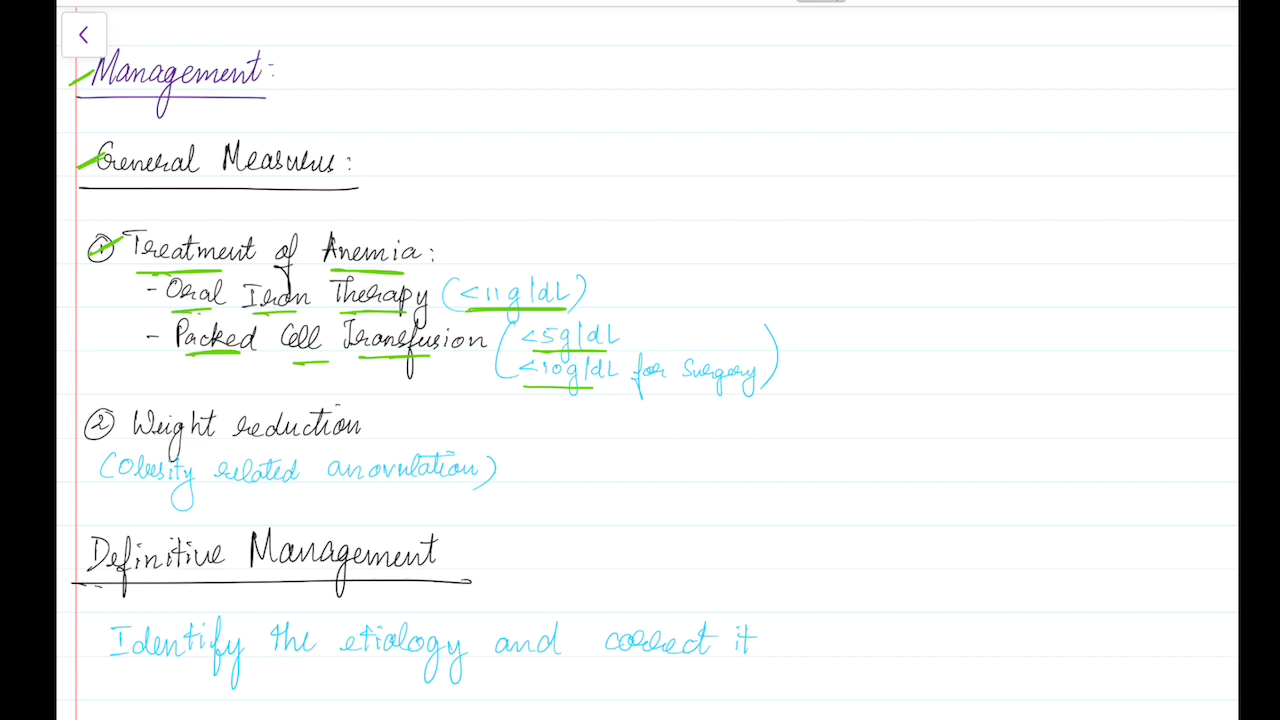 Management:-
General Measures:
① Treatment of Anemia:
- Oral Iron Therapy (<11g/dL)
- Packed Cell Transfusion (<5g/dL
<10g/dL for surgery)
② Weight reduction
(Obesity related anovulation)
Definitive Management
Identify the etiology and correct it